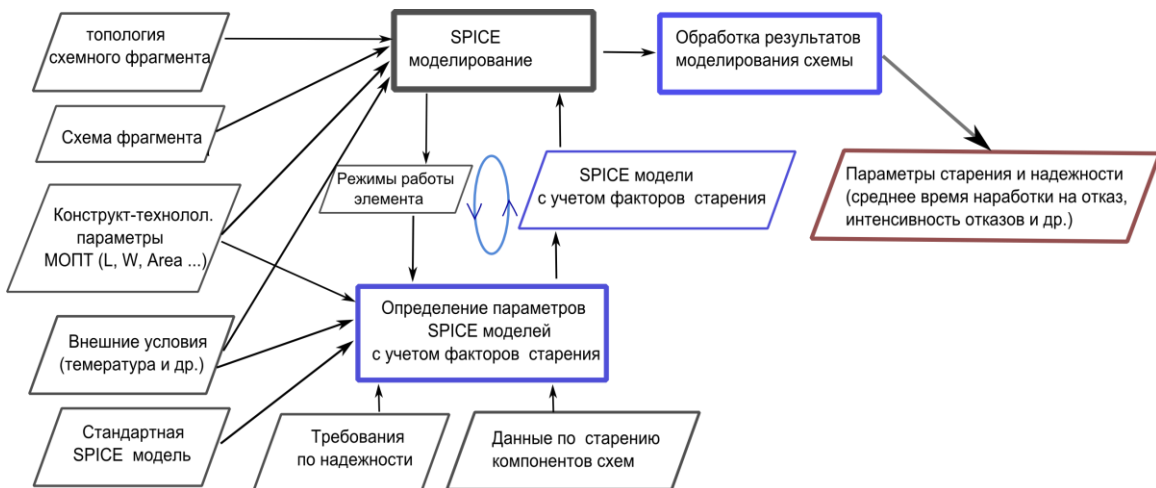 топология
схемного фрагмента
SPICE
моделирование
Обработка результатов
моделирования схемы
Схема фрагмента
Режимы работы
элемента
SPICE модели
с учетом факторов старения
Параметры старения и надежности
(среднее время наработки на отказ,
интенсивность отказов и др.)
Конструкт-технолол.
параметры
МОПТ (L, W, Area ...)
Определение параметров
SPICE моделей
с учетом факторов старения
Внешние условия
(темература и др.)
Стандартная
SPICE модель
Требования
по надежности
Данные по старению
компонентов схем